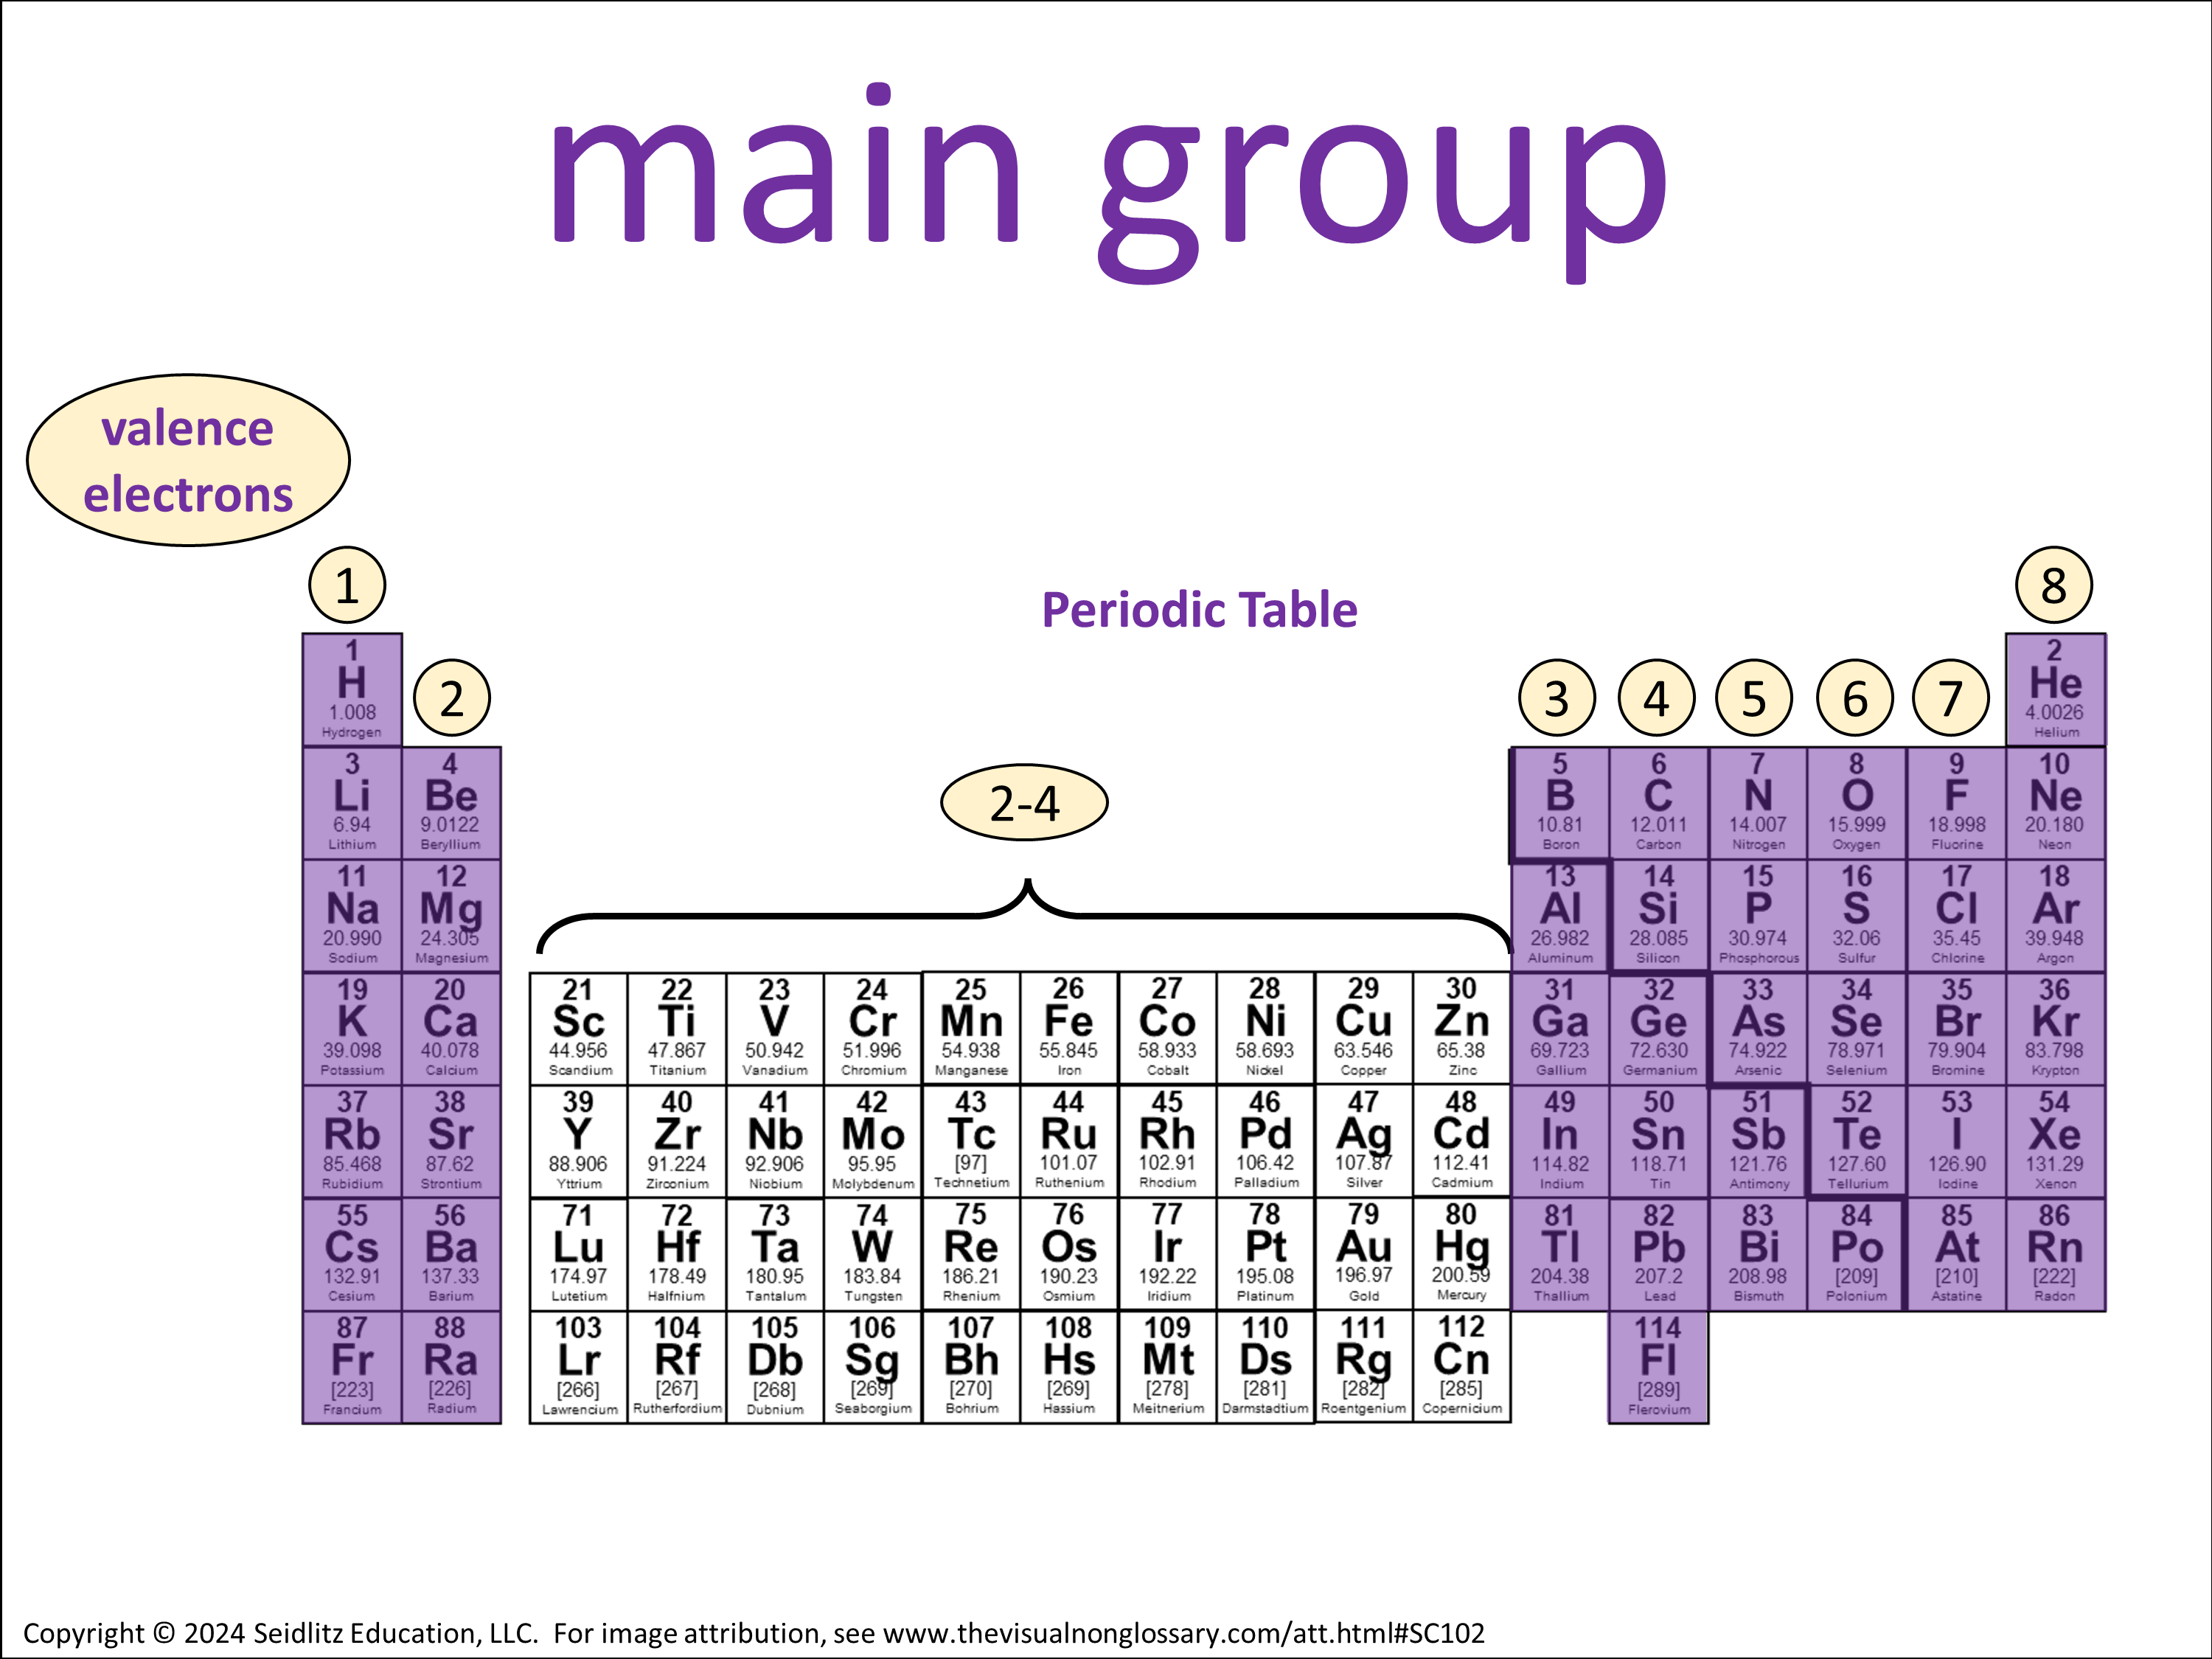 main group
valence
electrons
1
8
Periodic Table
2
3 4 5 6 7
2-4
1 2
H He
1.008 4.0026
Hydrogen Helium
3 4 5 6 7 8 9 10
Li Be B C N O F Ne
6.94 9.0122 10.81 12.011 14.007 15.999 18.998 20.180
Lithium Beryllium Boron Carbon Nitrogen Oxygen Fluorine Neon
11 12 13 14 15 16 17 18
Na Mg Al Si P S Cl Ar
20.990 24.305 26.982 28.085 30.974 32.06 35.45 39.948
Sodium Magnesium Aluminum Silicon Phosphorous Sulfur Chlorine Argon
19 20 21 22 23 24 25 26 27 28 29 30 31 32 33 34 35 36
K Ca Sc Ti V Cr Mn Fe Co Ni Cu Zn Ga Ge As Se Br Kr
39.098 40.078 44.956 47.867 50.942 51.996 54.938 55.845 58.933 58.693 63.546 65.38 69.723 72.630 74.922 78.971 79.904 83.798
Potassium Calcium Scandium Titanium Vanadium Chromium Manganese Iron Cobalt Nickel Copper Zinc Gallium Germanium Arsenic Selenium Bromine Krypton
37 38 39 40 41 42 43 44 45 46 47 48 49 50 51 52 53 54
Rb Sr Y Zr Nb Mo Tc Ru Rh Pd Ag Cd In Sn Sb Te I Xe
85.468 87.62 88.906 91.224 92.906 95.95 [97] 101.07 102.91 106.42 107.87 112.41 114.82 118.71 121.76 127.60 126.90 131.29
Rubidium Strontium Yttrium Zirconium Niobium Molybdenum Technetium Ruthenium Rhodium Palladium Silver Cadmium Indium Tin Antimony Tellurium Iodine Xenon
55 56 71 72 73 74 75 76 77 78 79 80 81 82 83 84 85 86
Cs Ba Lu Hf Ta W Re Os Ir Pt Au Hg Tl Pb Bi Po At Rn
132.91 137.33 174.97 178.49 180.95 183.84 186.21 190.23 192.22 195.08 196.97 200.59 204.38 207.2 208.98 [209] [210] [222]
Cesium Barium Lutetium Halfnium Tantalum Tungsten Rhenium Osmium Iridium Platinum Gold Mercury Thallium Lead Bismuth Polonium Astatine Radon
87 88 103 104 105 106 107 108 109 110 111 112 114
Fr Ra Lr Rf Db Sg Bh Hs Mt Ds Rg Cn Fl
[223] [226] [266] [267] [268] [269] [270] [269] [278] [281] [282] [285] [289]
Francium Radium Lawrencium Rutherfordium Dubnium Seaborgium Bohrium Hassium Meitnerium Darmstadtium Roentgenium Copernicium Flerovium
Copyright © 2024 Seidlitz Education, LLC. For image attribution, see www.thevisualnonglossary.com/att.html#SC102